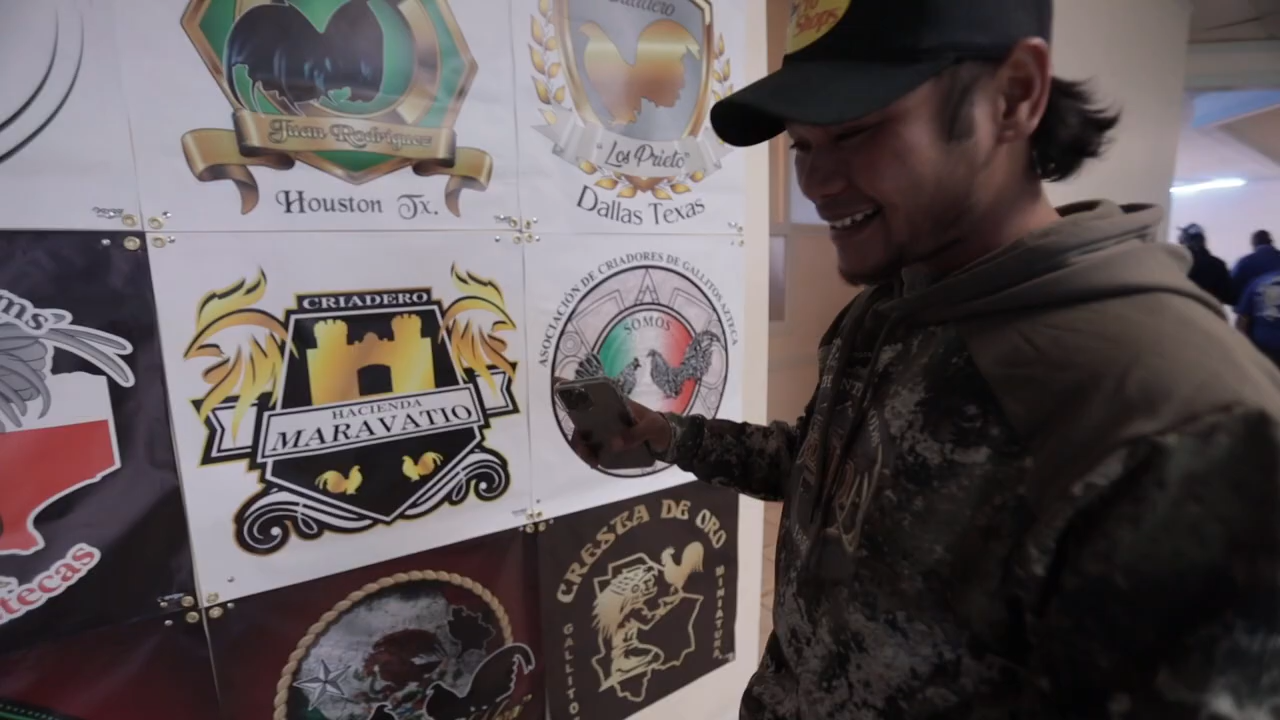 Juan Rodriguez
Houston Tx.
Criadero
"Los Prieto"
Dallas Texas
CRIADERO
HACIENDA
MARAVATIO
ASOCIACIÓN DE CRIADORES DE GALLITOS AZTECA
SOMOS
CRESTA DE ORO
MINIATURA